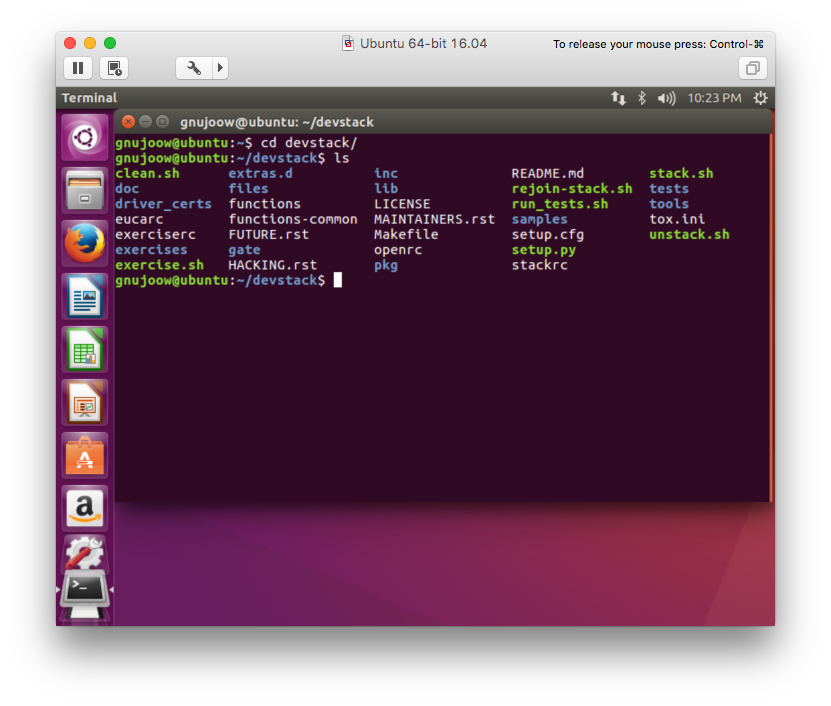 Ubuntu 64-bit 16.04
To release your mouse press: Control-⌘
Terminal
10:23 PM
gnujoow@ubuntu: ~/devstack
gnujoow@ubuntu:~$ cd devstack/
gnujoow@ubuntu:~/devstack$ ls
clean.sh extras.d inc README.md stack.sh
doc files lib rejoin-stack.sh tests
driver_certs functions LICENSE run_tests.sh tools
eucarc functions-common MAINTAINERS.rst samples tox.ini
exerciserc FUTURE.rst Makefile setup.cfg unstack.sh
exercises gate openrc setup.py
exercise.sh HACKING.rst pkg stackrc
gnujoow@ubuntu:~/devstack$
a
>_